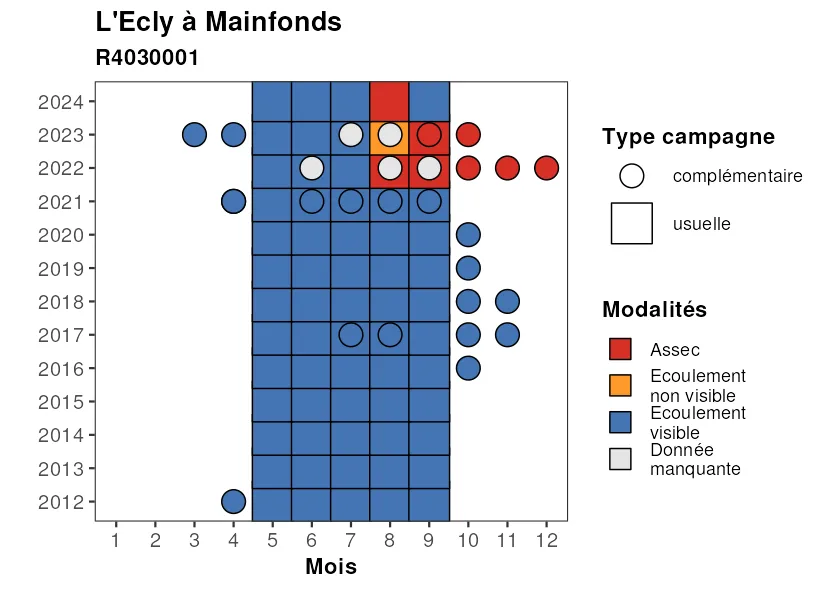 L'Ecly à Mainfonds
R4030001
2024
2023
2022
2021
2020
2019
2018
2017
2016
2015
2014
2013
2012
1 2 3 4 5 6 7 8 9 10 11 12
Mois
Type campagne
complémentaire
usuelle
Modalités
Assec
Ecoulement
non visible
Ecoulement
visible
Donnée
manquante